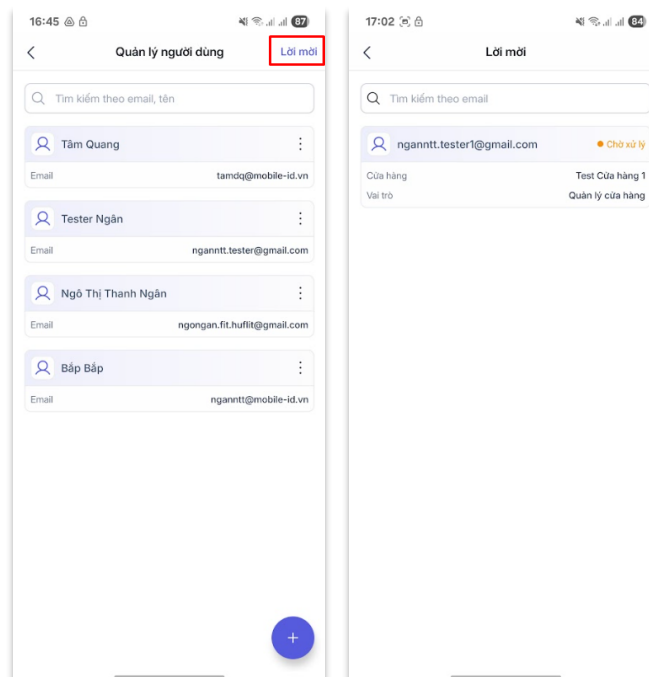 16:45
87
Quản lý người dùng
Lời mời
Tìm kiếm theo email, tên
Tâm Quang
Email
tamdq@mobile-id.vn
Tester Ngân
Email
nganntt.tester@gmail.com
Ngô Thị Thanh Ngân
Email
ngongan.fit.huflit@gmail.com
Bắp Bắp
Email
nganntt@mobile-id.vn
17:02
84
Lời mời
Tìm kiếm theo email
nganntt.tester1@gmail.com
Chờ xử lý
Cửa hàng
Test Cửa hàng 1
Vai trò
Quản lý cửa hàng